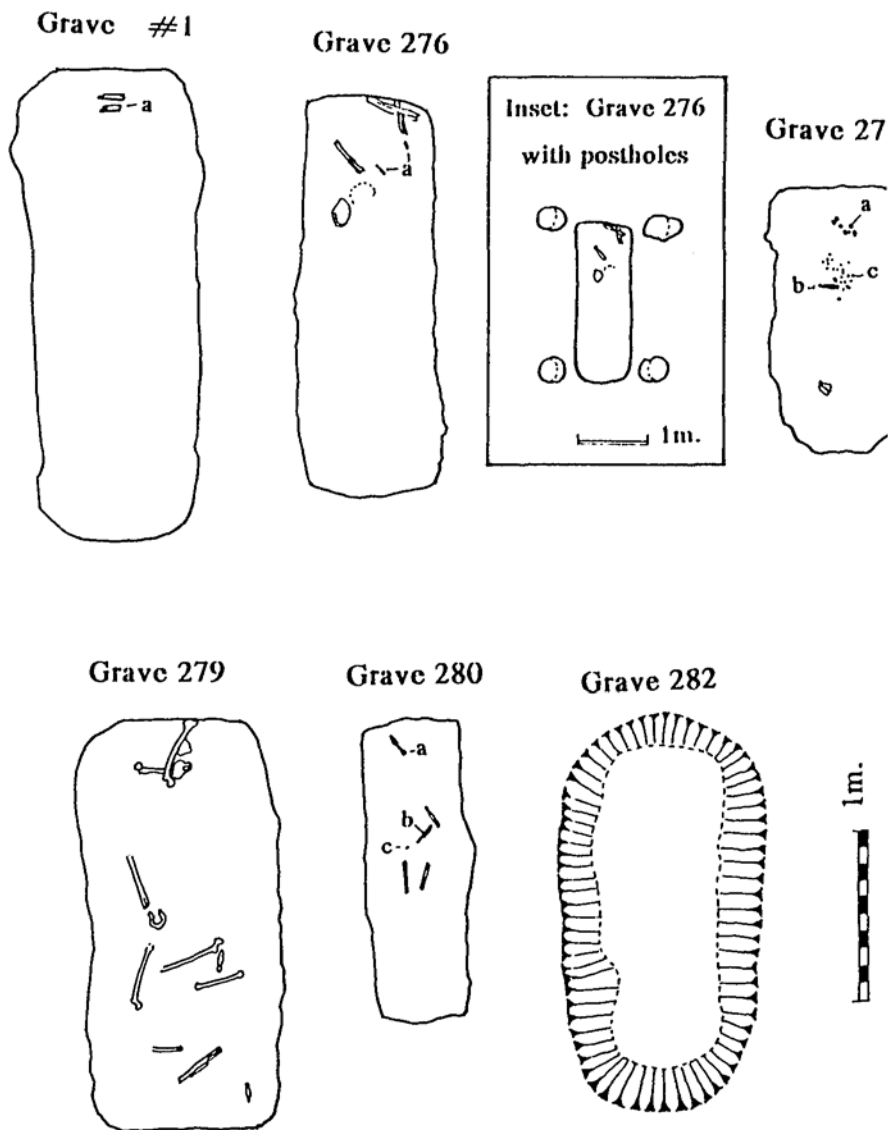 Grave #1
a
Grave 276
a
Inset: Grave 276
with postholes
1m.
Grave 27
a
c
b
Grave 279
Grave 280
a
b
c
Grave 282
1m.